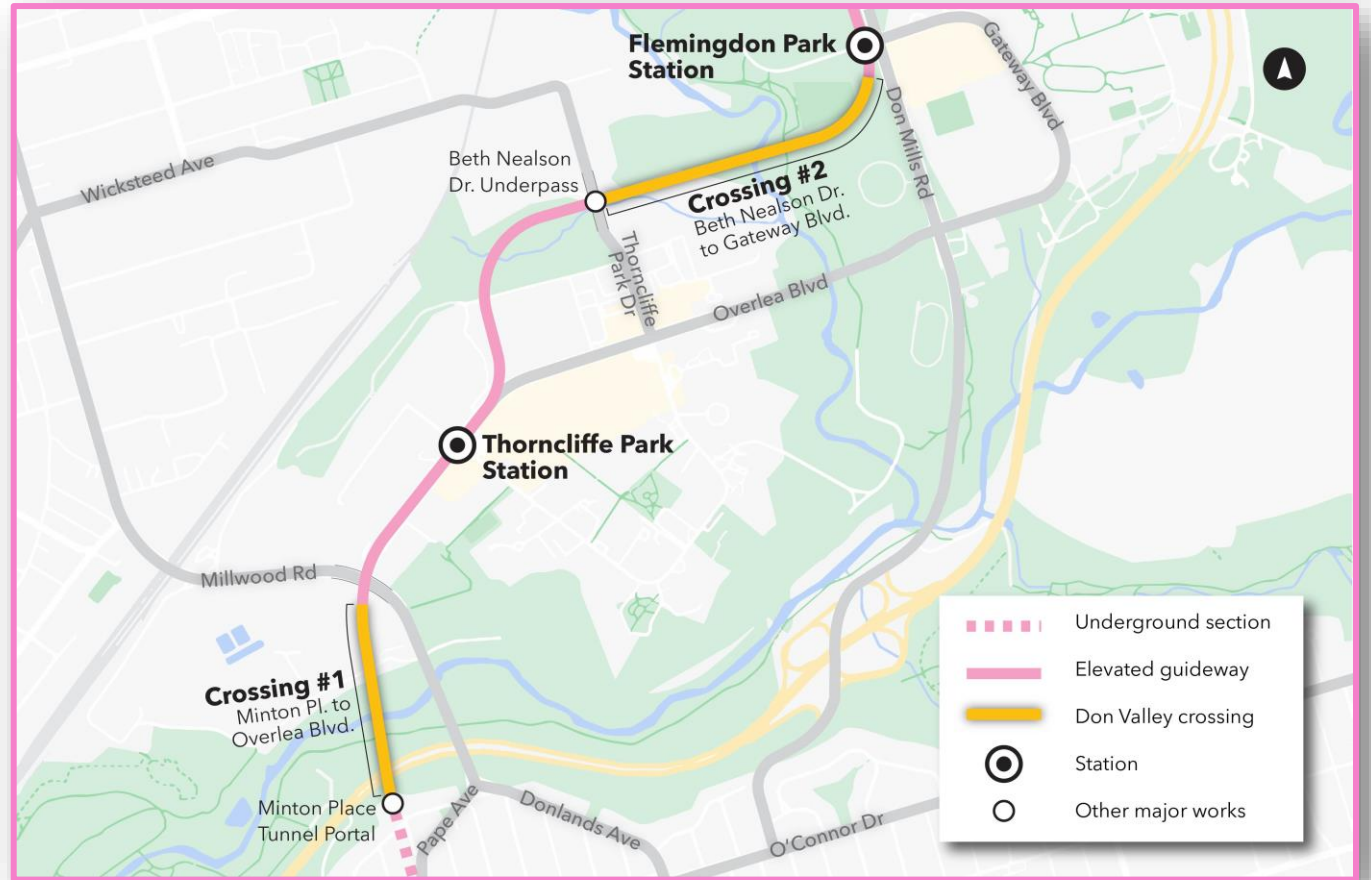 Flemingdon Park
Station
Gateway Blvd
Don Mills Rd
Wicksteed Ave
Beth Nealson
Dr. Underpass
Crossing #2
Beth Nealson Dr.
to Gateway Blvd.
Thorncliffe
Park Dr
Overlea Blvd
Thorncliffe Park
Station
Millwood Rd
Crossing #1
Minton Pl. to
Overlea Blvd.
Minton Place
Tunnel Portal
Pape Ave
Donlands Ave
O'Connor Dr
Underground section
Elevated guideway
Don Valley crossing
Station
Other major works